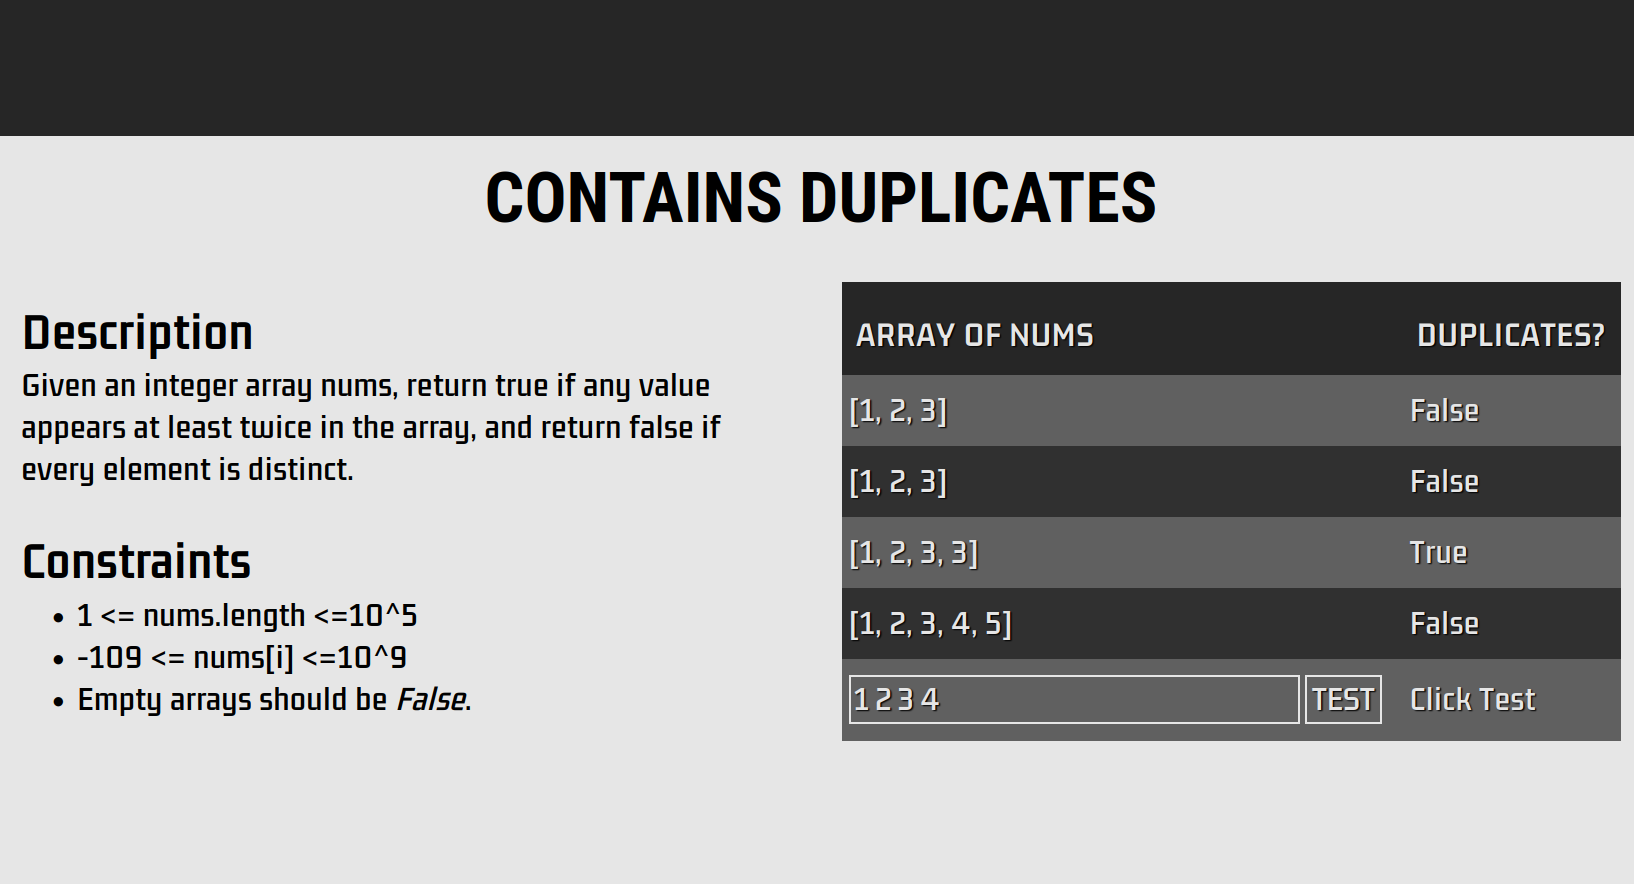 CONTAINS DUPLICATES
Description
Given an integer array nums, return true if any value
appears at least twice in the array, and return false if
every element is distinct.
Constraints
• 1 <= nums.length <=10^5
• -109 <= nums[i] <=10^9
• Empty arrays should be False.
ARRAY OF NUMS DUPLICATES?
[1, 2, 3] False
[1, 2, 3] False
[1, 2, 3, 3] True
[1, 2, 3, 4, 5] False
1 2 3 4 TEST Click Test